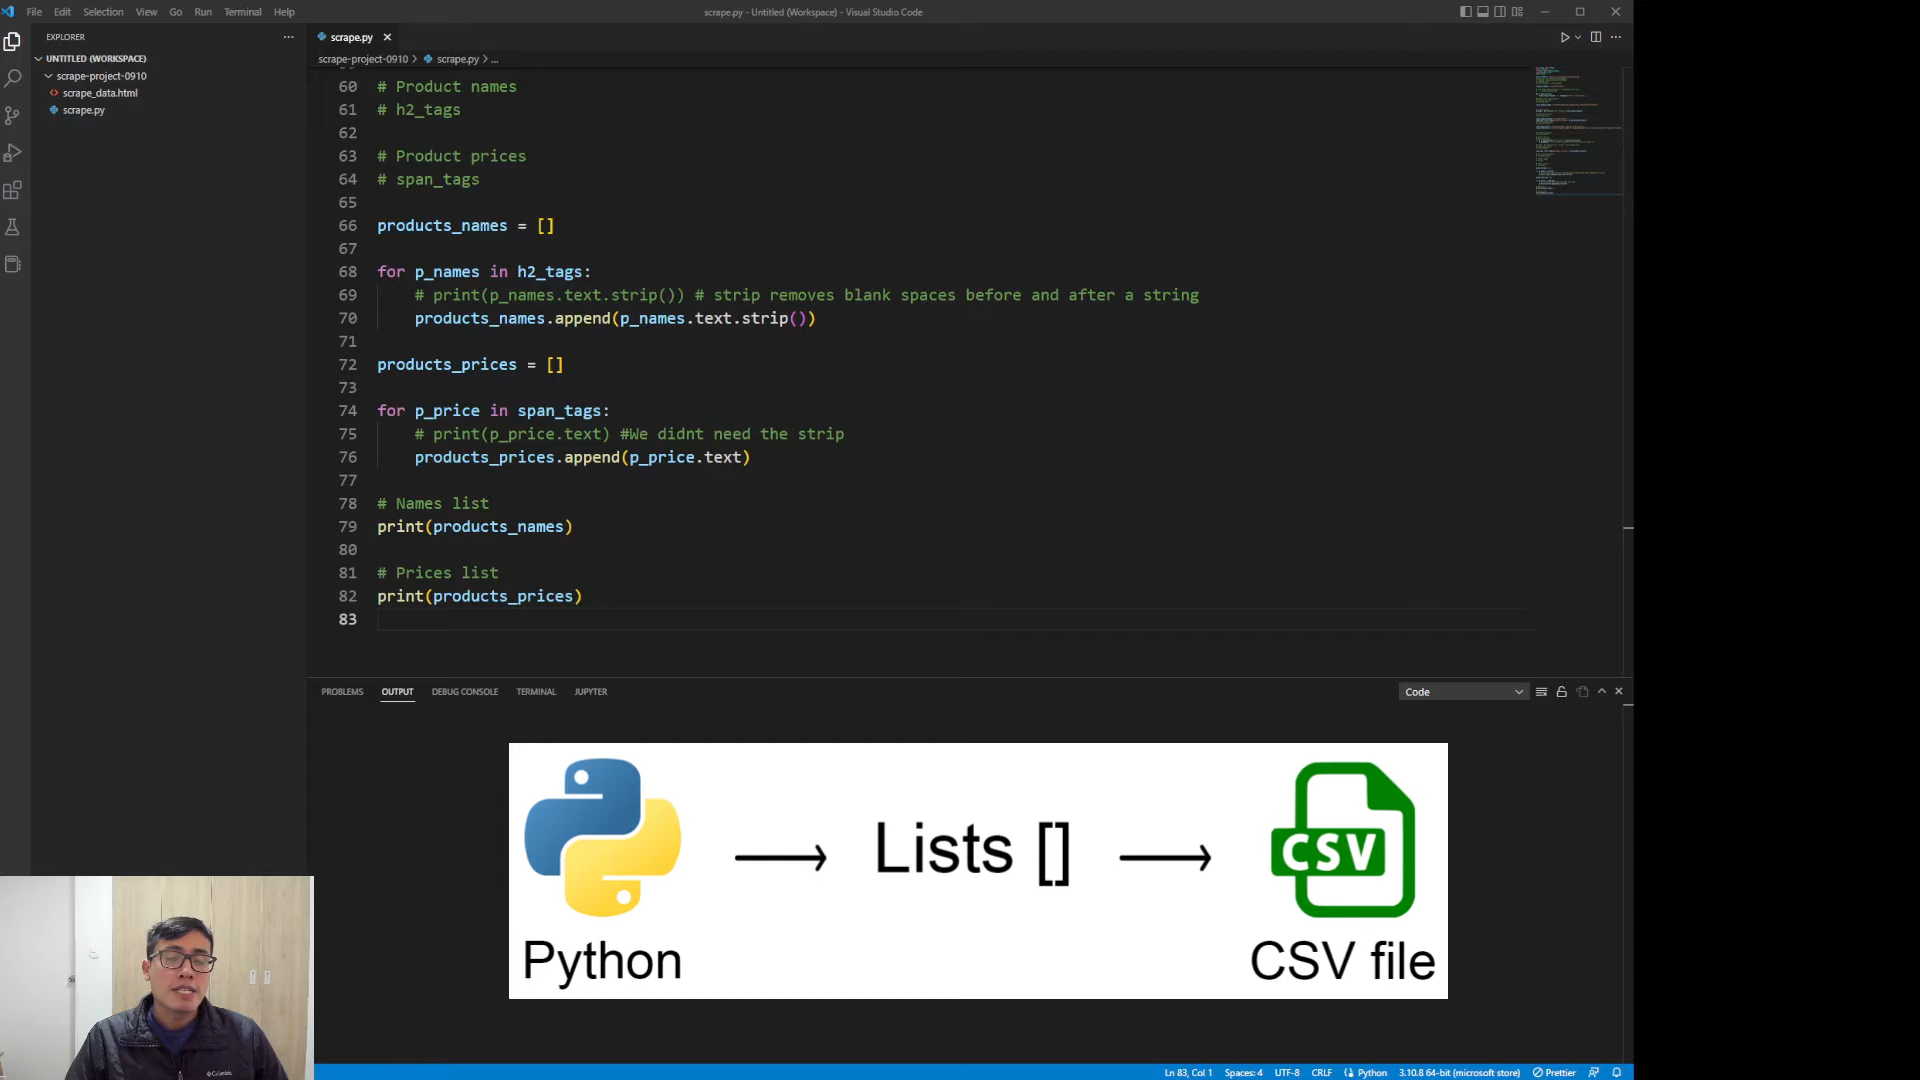 File Edit Selection View Go Run Terminal Help
scrape.py - Untitled (Workspace) - Visual Studio Code
EXPLORER
UNTITLED (WORKSPACE)
scrape-project-0910
scrape_data.html
scrape.py
scrape.py
scrape-project-0910 > scrape.py > ...
60 # Product names
61 # h2_tags
62
63 # Product prices
64 # span_tags
65
66 products_names = []
67
68 for p_names in h2_tags:
69 # print(p_names.text.strip()) # strip removes blank spaces before and after a string
70 products_names.append(p_names.text.strip())
71
72 products_prices = []
73
74 for p_price in span_tags:
75 # print(p_price.text) #We didnt need the strip
76 products_prices.append(p_price.text)
77
78 # Names list
79 print(products_names)
80
81 # Prices list
82 print(products_prices)
83
PROBLEMS OUTPUT DEBUG CONSOLE TERMINAL JUPYTER
Code
Lists []
CSV
Python
CSV file
Columbia
Ln 83, Col 1 Spaces: 4 UTF-8 CRLF Python 3.10.8 64-bit (microsoft store) Prettier